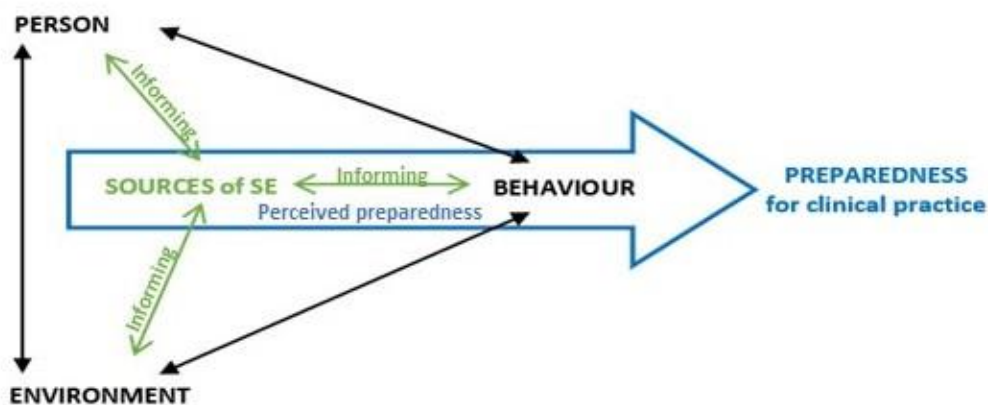 PERSON
Informing
SOURCES of SE
Informing
BEHAVIOUR
Perceived preparedness
PREPAREDNESS
for clinical practice
Informing
ENVIRONMENT